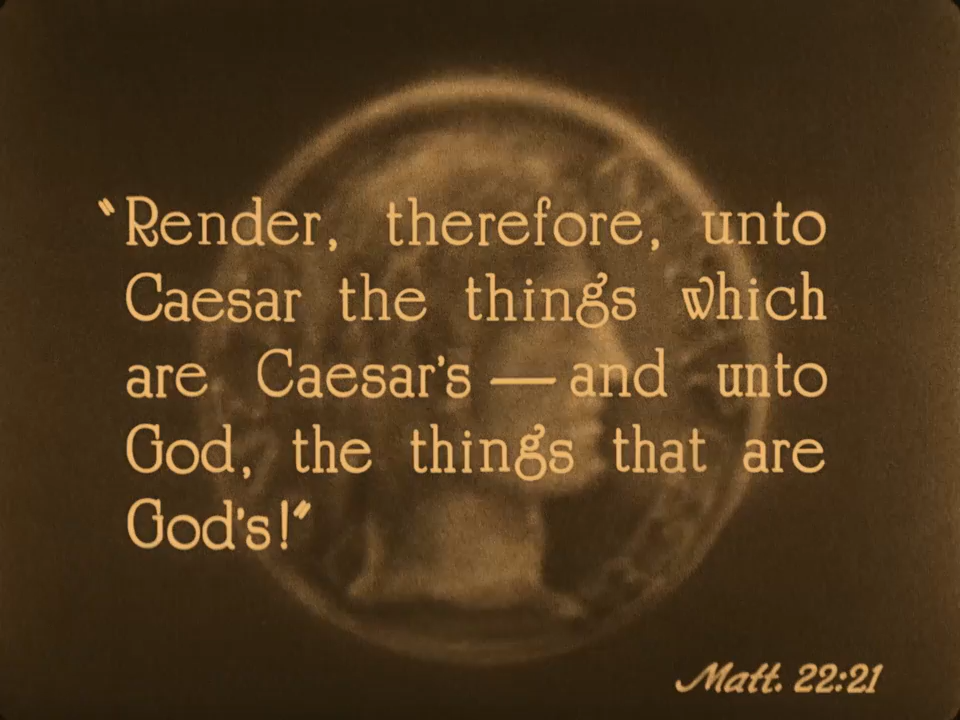 "Render, therefore, unto
Caesar the things which
are Caesar's — and unto
God, the things that are
God's!"
Matt. 22:21